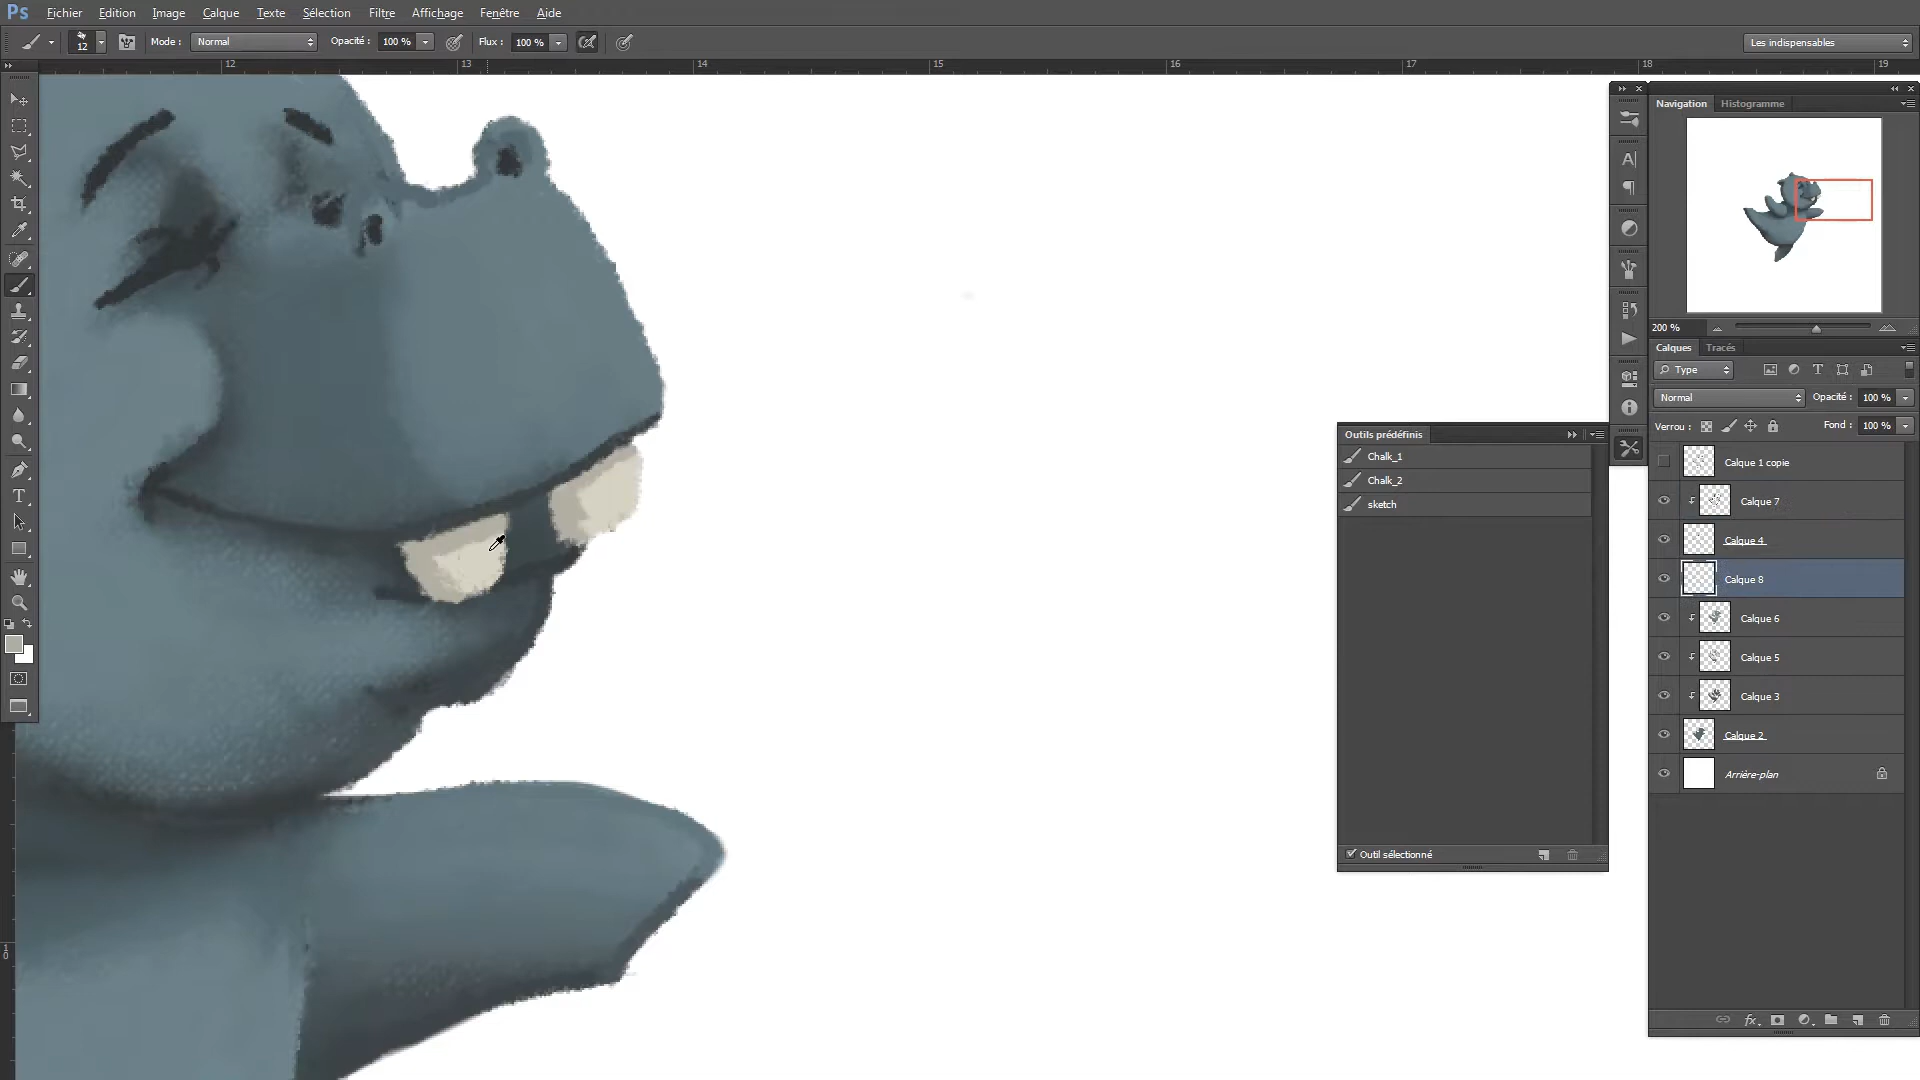 Ps Fichier Edition Image Calque Texte Sélection Filtre Affichage Fenêtre Aide
12 Mode : Normal Opacité : 100 % Flux : 100 % Les indispensables
12 13 14 15 16 17 18 19
Navigation Histogramme
200 %
Calques Tracés
Type
Normal Opacité : 100 %
Verrou : Fond : 100 %
Outils prédéfinis
Chalk_1
Chalk_2
sketch
Outil sélectionné
Calque 1 copie
Calque 7
Calque 4
Calque 8
Calque 6
Calque 5
Calque 3
Calque 2
Arrière-plan
fx
10